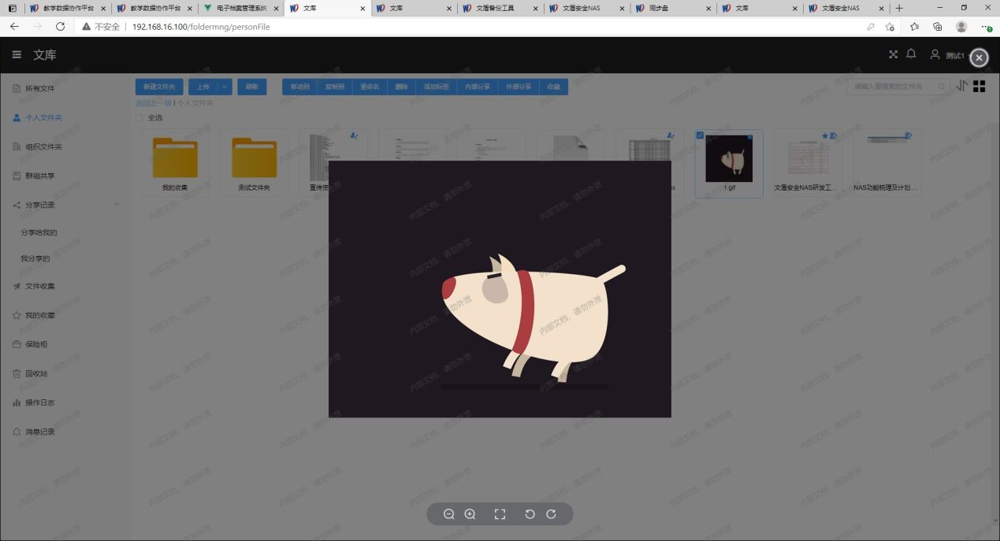 教学数据协作平台
教学数据协作平台
电子档案管理系统
文库
文库
文盾备份工具
文盾安全NAS
同步盘
文库
文盾安全NAS
不安全 192.168.16.100/foldermng/personFile
文库
测试1
所有文件
个人文件夹
组织文件夹
群组共享
分享记录
分享给我的
我分享的
文件收集
我的收藏
保险柜
回收站
操作日志
消息记录
新建文件夹 上传 刷新 移动到 复制到 重命名 删除 添加标签 内部分享 外部分享 收藏
请输入要搜索的文件名
返回上一级 | 个人文件夹
全选
我的收集
测试文件夹
宣传资
1.gif
文盾安全NAS研发工...
NAS功能梳理及计划....
内部文档，请勿外泄